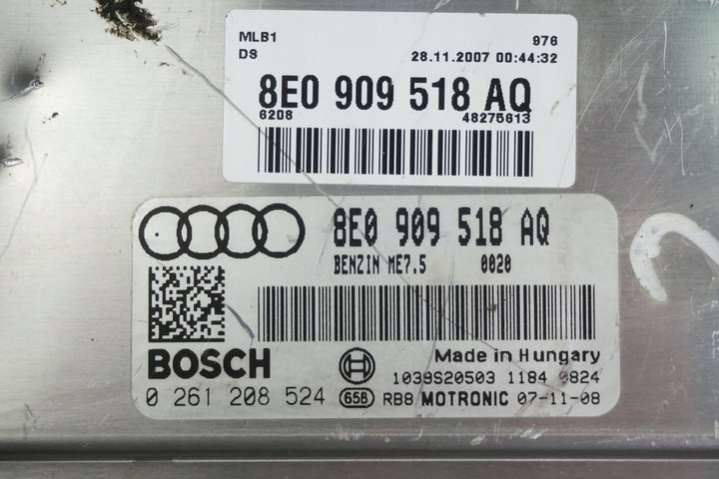 MLB1 976
DS 28.11.2007 00:44:32
8E0 909 518 AQ
6208 48275613
8E0 909 518 AQ
BENZIN ME7.5 0020
BOSCH Made in Hungary
1039S20503 1184 0824
0 261 208 524 65B RB8 MOTRONIC 07-11-08